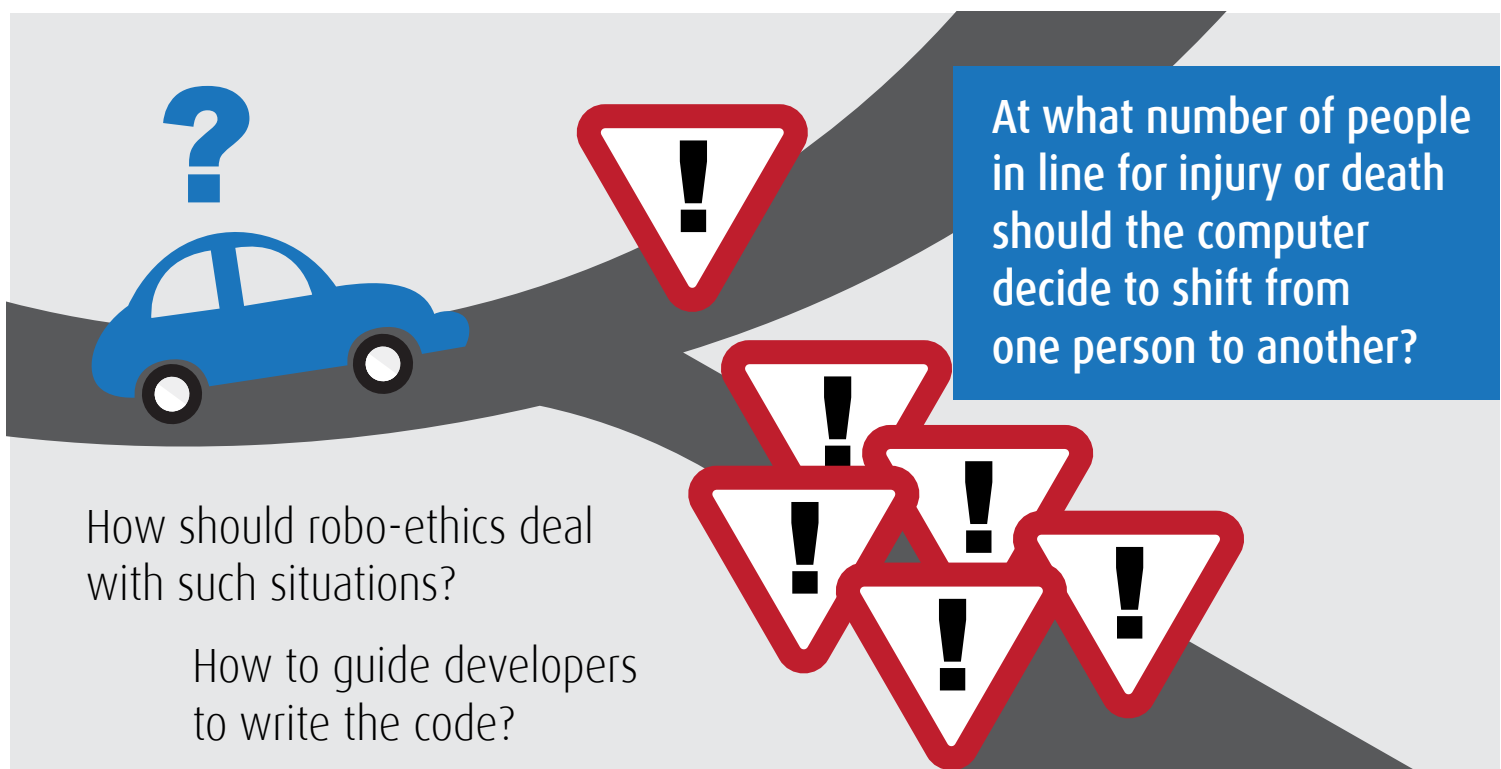 ?
!
At what number of people
in line for injury or death
should the computer
decide to shift from
one person to another?
!
!
!
!
!
How should robo-ethics deal
with such situations?
How to guide developers
to write the code?